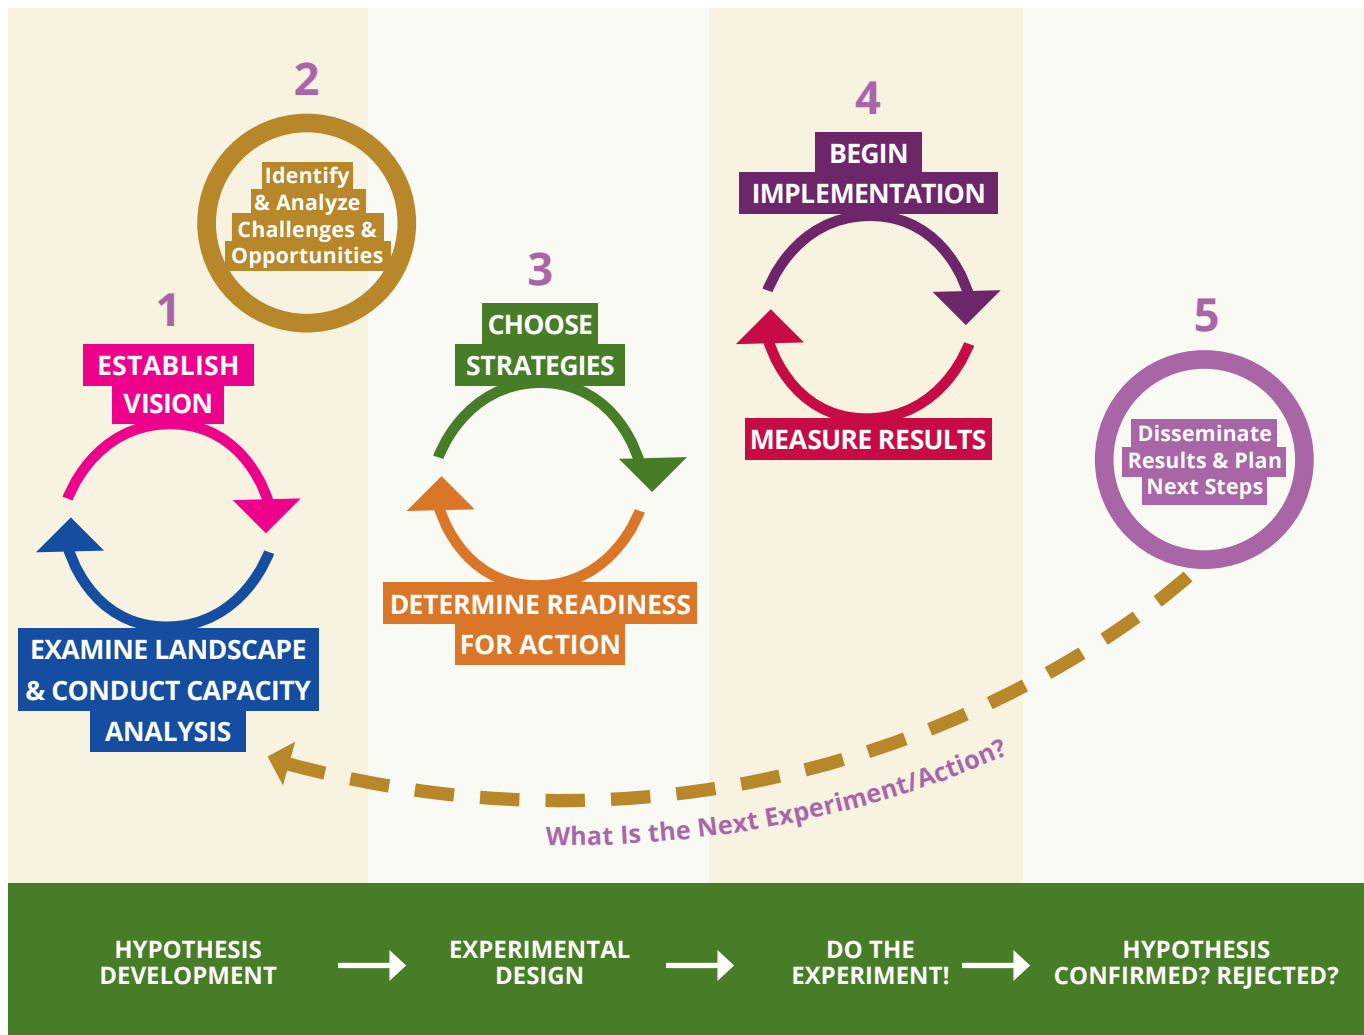 1
ESTABLISH
VISION
EXAMINE LANDSCAPE
& CONDUCT CAPACITY
ANALYSIS
2
Identify
& Analyze
Challenges &
Opportunities
3
CHOOSE
STRATEGIES
DETERMINE READINESS
FOR ACTION
4
BEGIN
IMPLEMENTATION
MEASURE RESULTS
5
Disseminate
Results & Plan
Next Steps
What Is the Next Experiment/Action?
HYPOTHESIS
DEVELOPMENT
EXPERIMENTAL
DESIGN
DO THE
EXPERIMENT!
HYPOTHESIS
CONFIRMED? REJECTED?